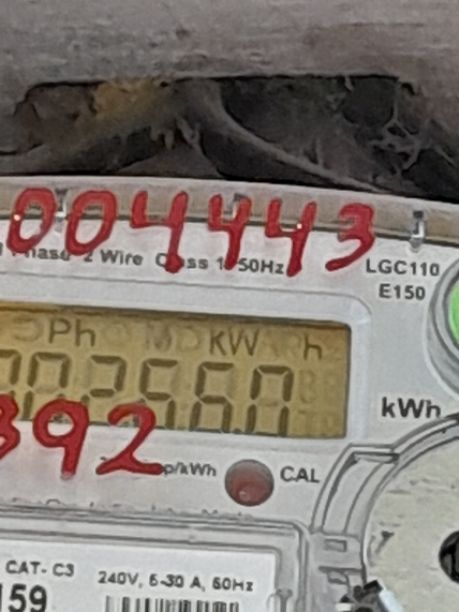 004443
Phase 2 Wire Class 1 50Hz
LGC110
E150
Ph kW h
002560
kWh
392
p/kWh
CAL
CAT- C3
240V, 5-30 A, 50Hz
159